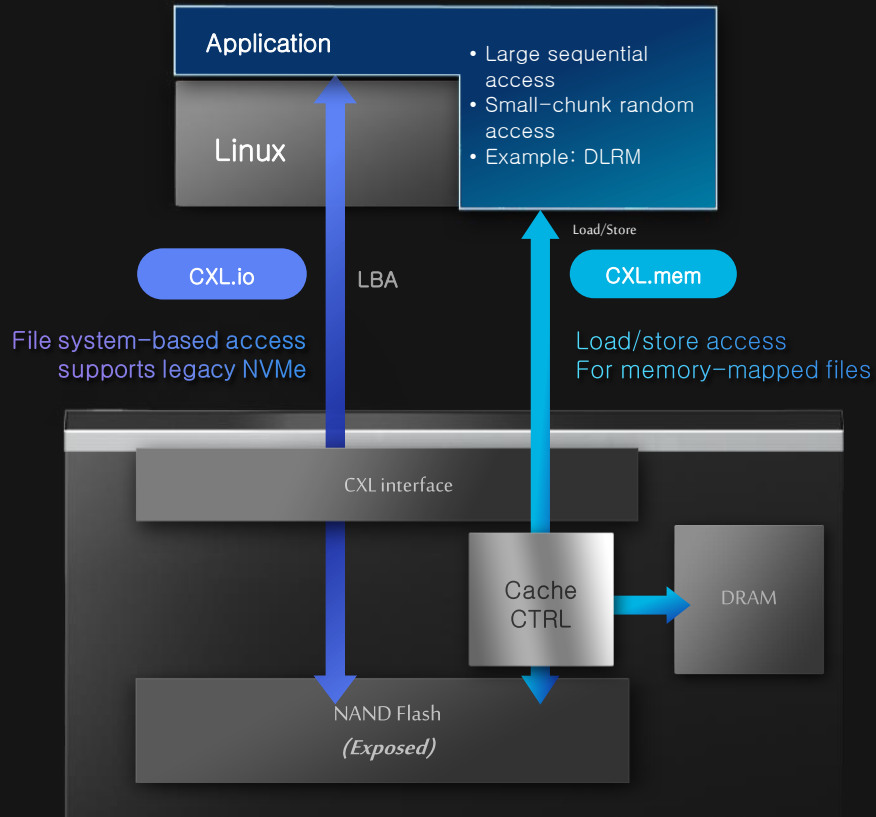 Application
• Large sequential
access
• Small-chunk random
access
• Example: DLRM
Linux
Load/Store
CXL.io
LBA
CXL.mem
File system-based access
supports legacy NVMe
Load/store access
For memory-mapped files
CXL interface
Cache
CTRL
DRAM
NAND Flash
(Exposed)